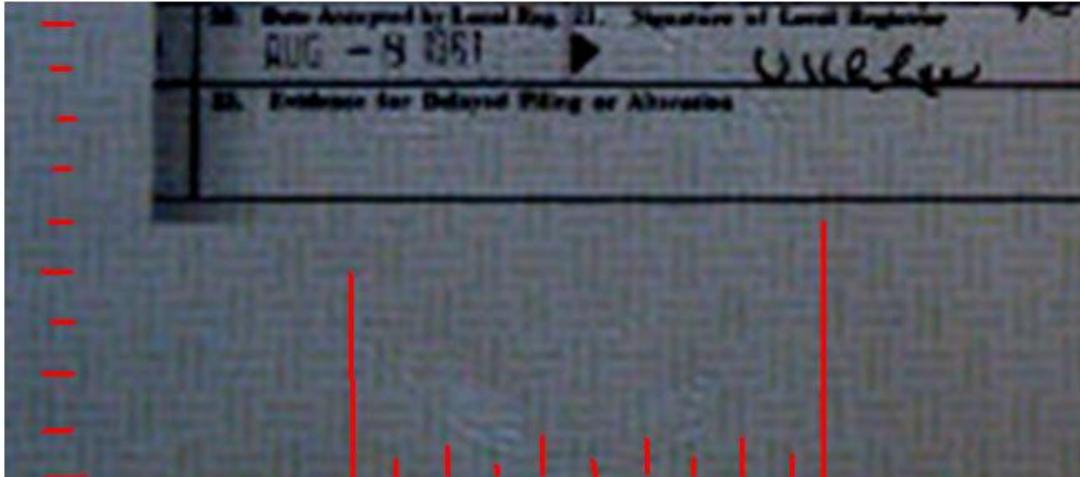 20. Date Accepted by Local Reg. 21. Signature of Local Registrar
AUG - 8 1961
Evidence for Delayed Filing or Alteration